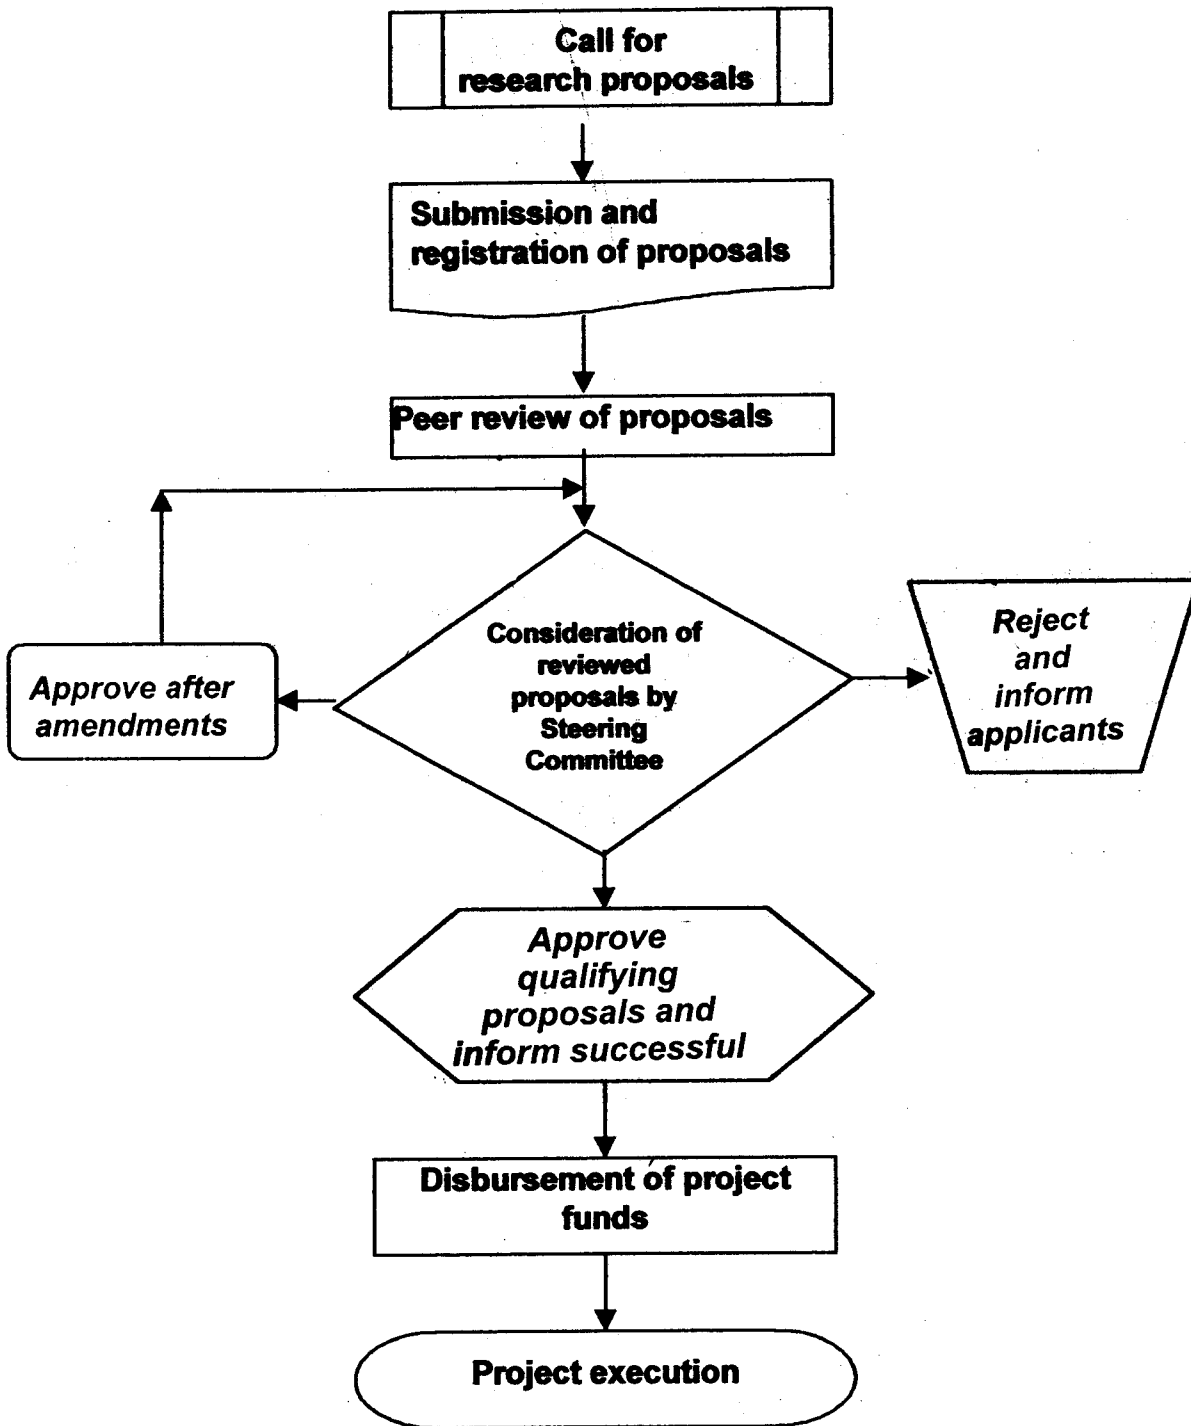 Call for
research proposals
Submission and
registration of proposals
Peer review of proposals
Consideration of
reviewed
proposals by
Steering
Committee
Approve after
amendments
Reject
and
inform
applicants
Approve
qualifying
proposals and
inform successful
Disbursement of project
funds
Project execution